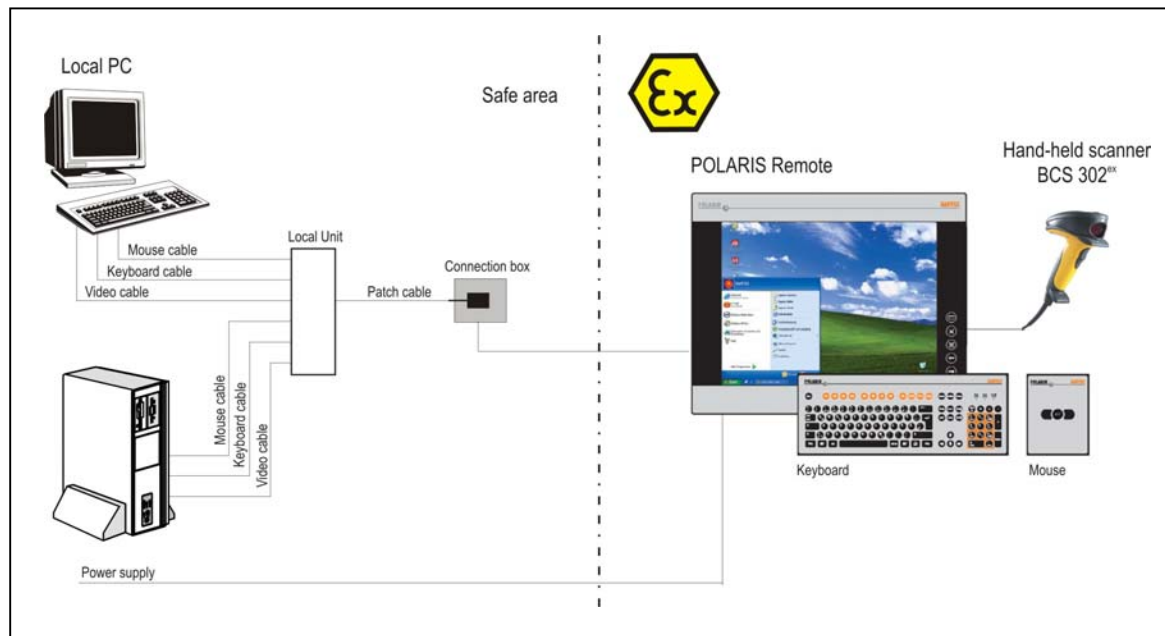 Local PC
Safe area
Ex
POLARIS Remote
Hand-held scanner
BCS 302ex
Mouse cable
Keyboard cable
Video cable
Local Unit
Patch cable
Connection box
Mouse cable
Keyboard cable
Video cable
Keyboard
Mouse
Power supply